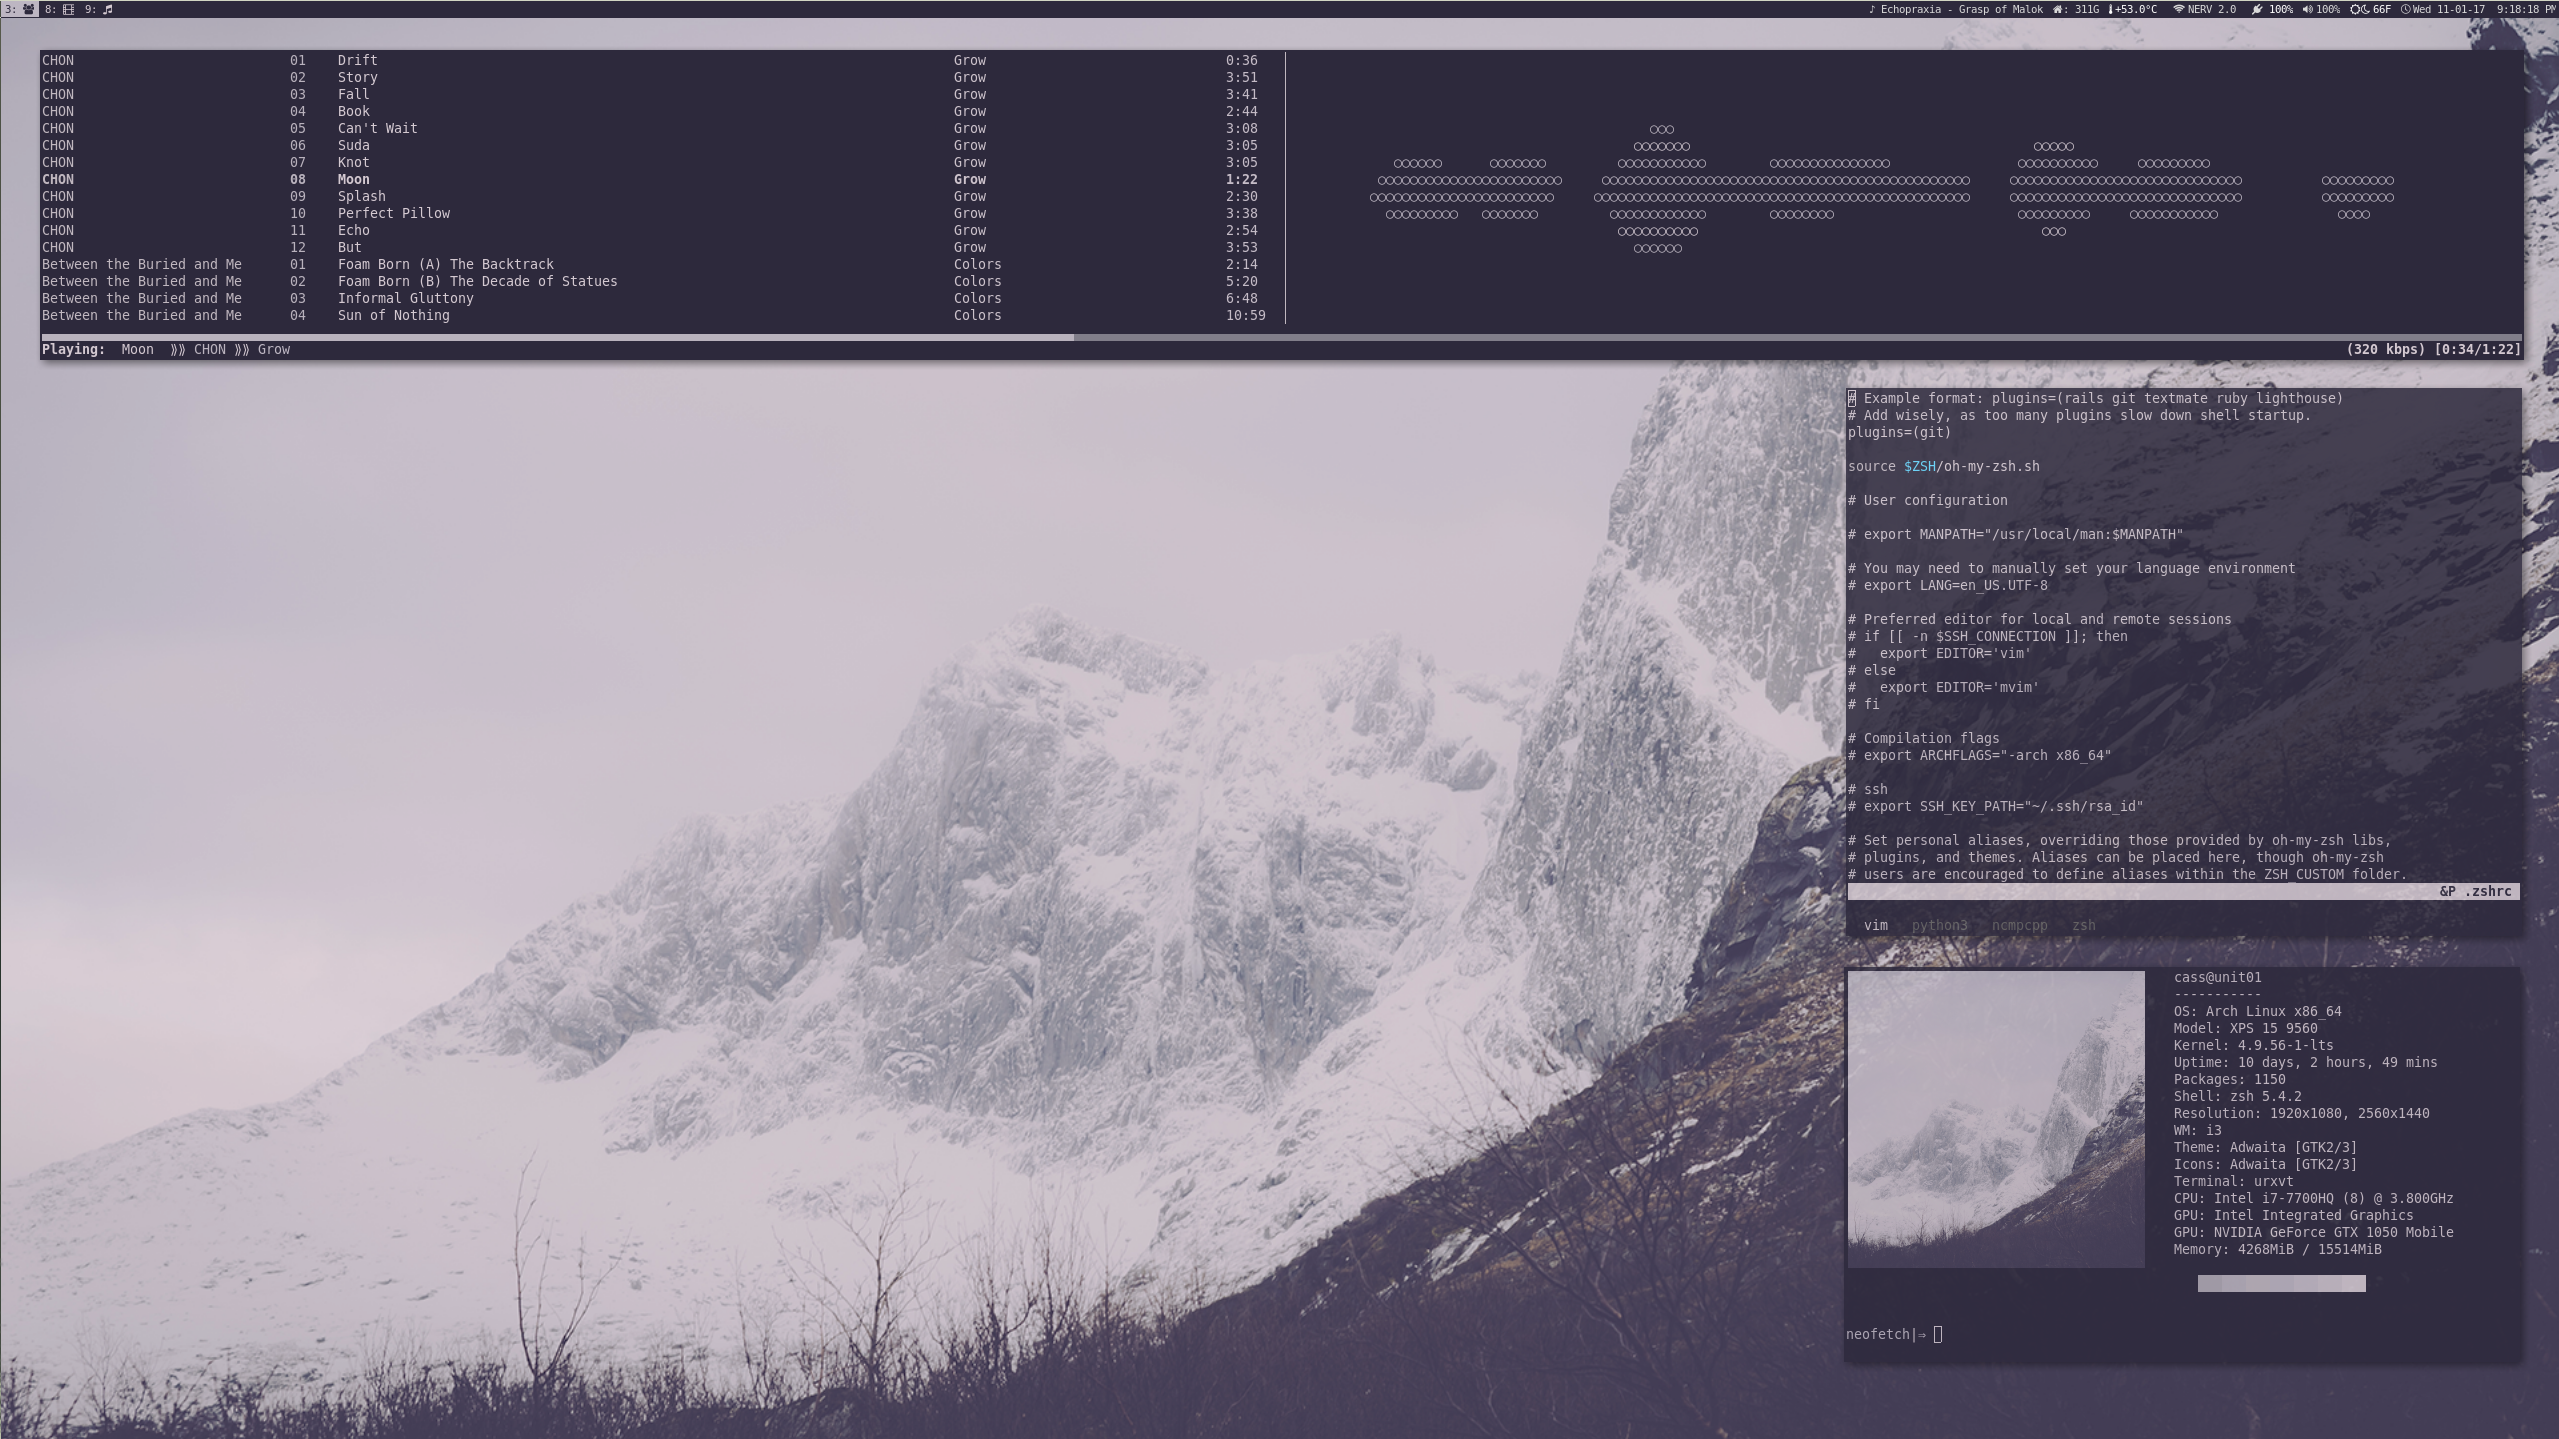 3: 8: 9: ♪ Echopraxia - Grasp of Malok : 311G +53.0°C NERV 2.0 100% 100% 66F Wed 11-01-17 9:18:18 PM
CHON 01 Drift Grow 0:36
CHON 02 Story Grow 3:51
CHON 03 Fall Grow 3:41
CHON 04 Book Grow 2:44
CHON 05 Can't Wait Grow 3:08
CHON 06 Suda Grow 3:05
CHON 07 Knot Grow 3:05
CHON 08 Moon Grow 1:22
CHON 09 Splash Grow 2:30
CHON 10 Perfect Pillow Grow 3:38
CHON 11 Echo Grow 2:54
CHON 12 But Grow 3:53
Between the Buried and Me 01 Foam Born (A) The Backtrack Colors 2:14
Between the Buried and Me 02 Foam Born (B) The Decade of Statues Colors 5:20
Between the Buried and Me 03 Informal Gluttony Colors 6:48
Between the Buried and Me 04 Sun of Nothing Colors 10:59
Playing: Moon ⟫⟫ CHON ⟫⟫ Grow (320 kbps) [0:34/1:22]
# Example format: plugins=(rails git textmate ruby lighthouse)
# Add wisely, as too many plugins slow down shell startup.
plugins=(git)
source $ZSH/oh-my-zsh.sh
# User configuration
# export MANPATH="/usr/local/man:$MANPATH"
# You may need to manually set your language environment
# export LANG=en_US.UTF-8
# Preferred editor for local and remote sessions
# if [[ -n $SSH_CONNECTION ]]; then
#   export EDITOR='vim'
# else
#   export EDITOR='mvim'
# fi
# Compilation flags
# export ARCHFLAGS="-arch x86_64"
# ssh
# export SSH_KEY_PATH="~/.ssh/rsa_id"
# Set personal aliases, overriding those provided by oh-my-zsh libs,
# plugins, and themes. Aliases can be placed here, though oh-my-zsh
# users are encouraged to define aliases within the ZSH_CUSTOM folder.
&P .zshrc
vim python3 ncmpcpp zsh
cass@unit01
-----------
OS: Arch Linux x86_64
Model: XPS 15 9560
Kernel: 4.9.56-1-lts
Uptime: 10 days, 2 hours, 49 mins
Packages: 1150
Shell: zsh 5.4.2
Resolution: 1920x1080, 2560x1440
WM: i3
Theme: Adwaita [GTK2/3]
Icons: Adwaita [GTK2/3]
Terminal: urxvt
CPU: Intel i7-7700HQ (8) @ 3.800GHz
GPU: Intel Integrated Graphics
GPU: NVIDIA GeForce GTX 1050 Mobile
Memory: 4268MiB / 15514MiB
neofetch|⇒